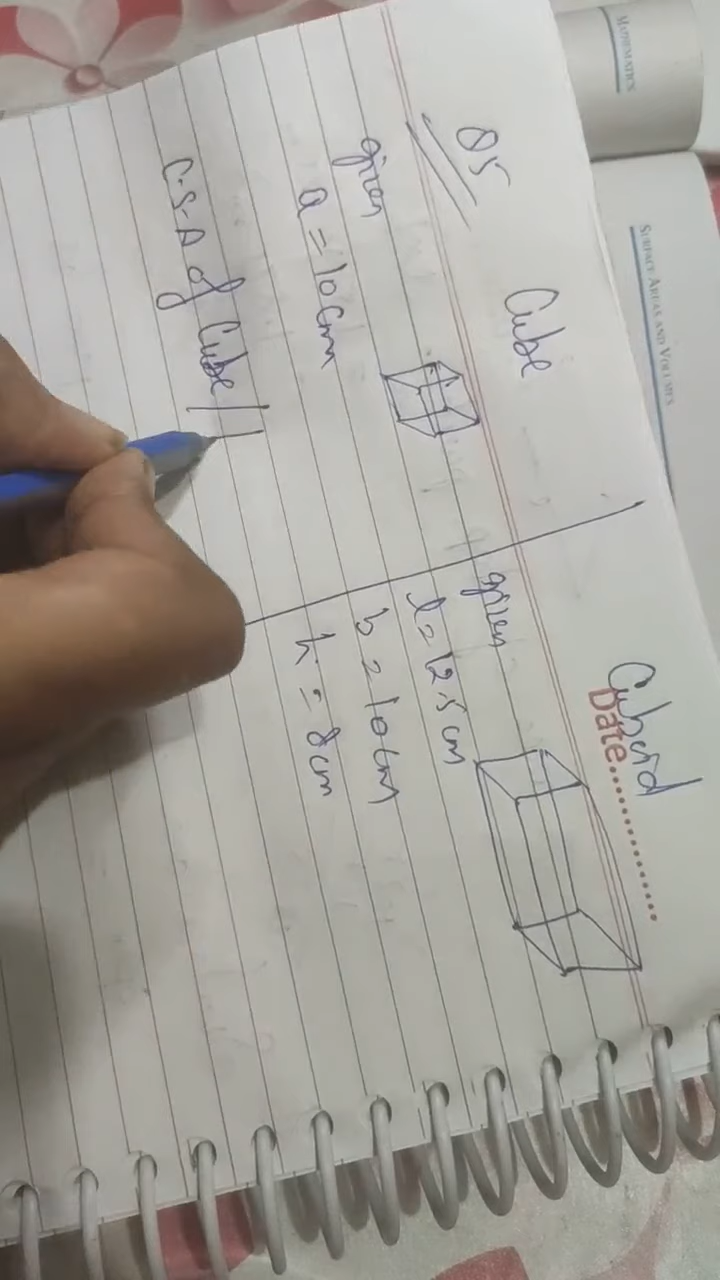 MATHEMATICS
SURFACE AREAS AND VOLUMES
Q5
Cube
given
a = 10 cm
C.S.A of Cube
Cuboid
Date....................
given
l = 12.5 cm
b = 10 cm
h = 8 cm